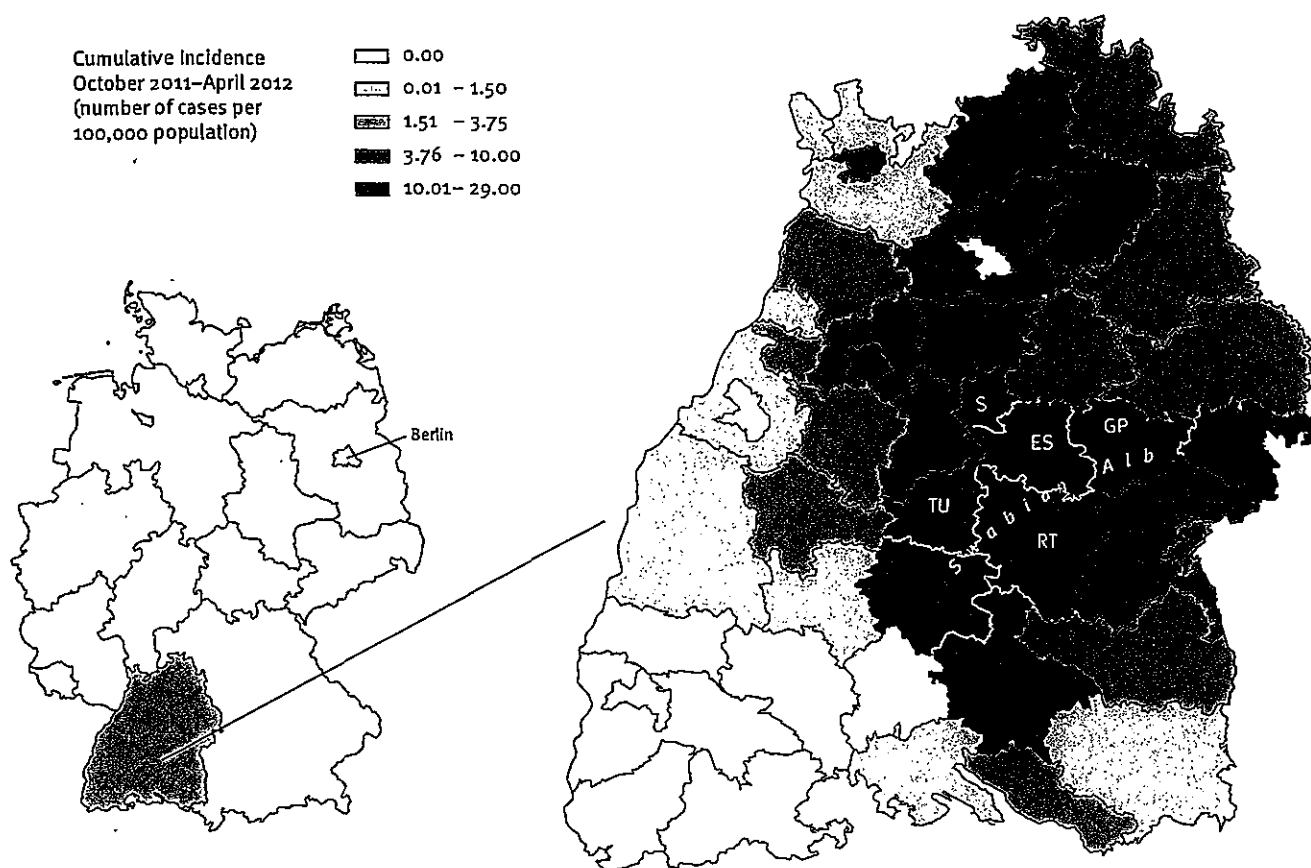 Cumulative Incidence
October 2011–April 2012
(number of cases per
100,000 population)
0.00
0.01 – 1.50
1.51 – 3.75
3.76 – 10.00
10.01– 29.00
Berlin
S
ES
GP
TU
RT
Swabian Alb